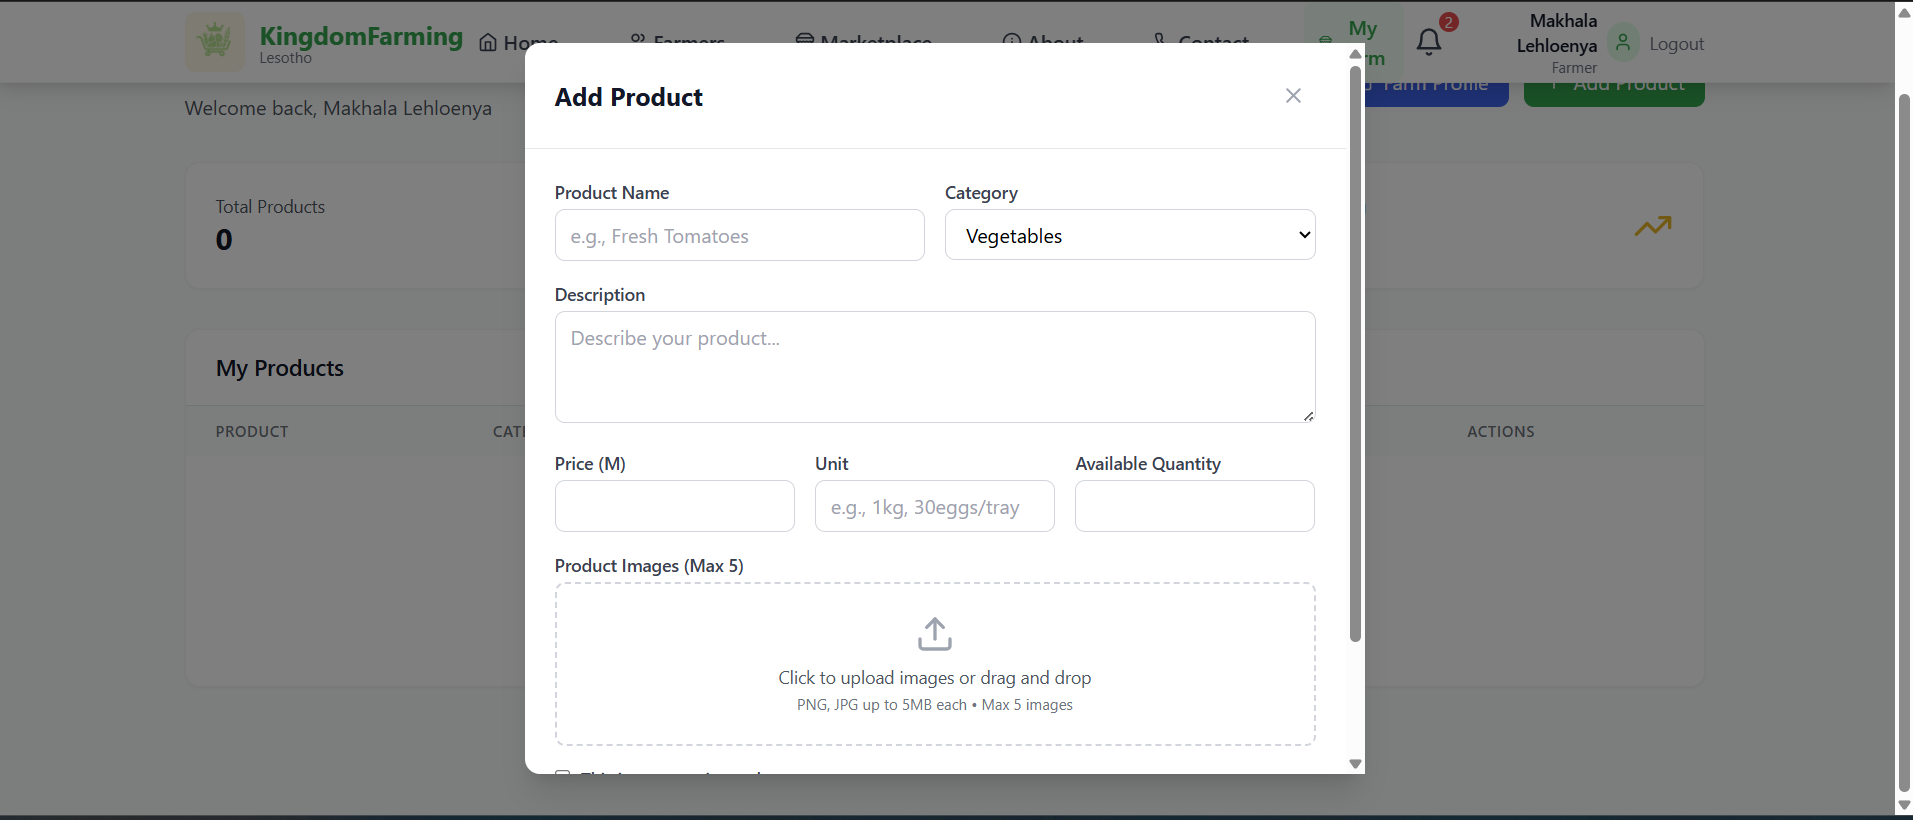 KingdomFarming
Lesotho
Home
Farmers
Marketplace
About
Contact
My
2
Makhala
Lehloenya
Farmer
Logout
Welcome back, Makhala Lehloenya
Farm Profile
Add Product
Total Products
0
My Products
PRODUCT
ACTIONS
Add Product
Product Name
Category
e.g., Fresh Tomatoes
Vegetables
Description
Describe your product...
Price (M)
Unit
Available Quantity
e.g., 1kg, 30eggs/tray
Product Images (Max 5)
Click to upload images or drag and drop
PNG, JPG up to 5MB each • Max 5 images